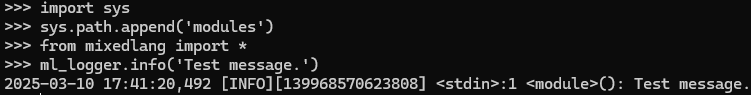 >>> import sys
>>> sys.path.append('modules')
>>> from mixedlang import *
>>> ml_logger.info('Test message.')
2025-03-10 17:41:20,492 [INFO][139968570623808] <stdin>:1 <module>(): Test message.